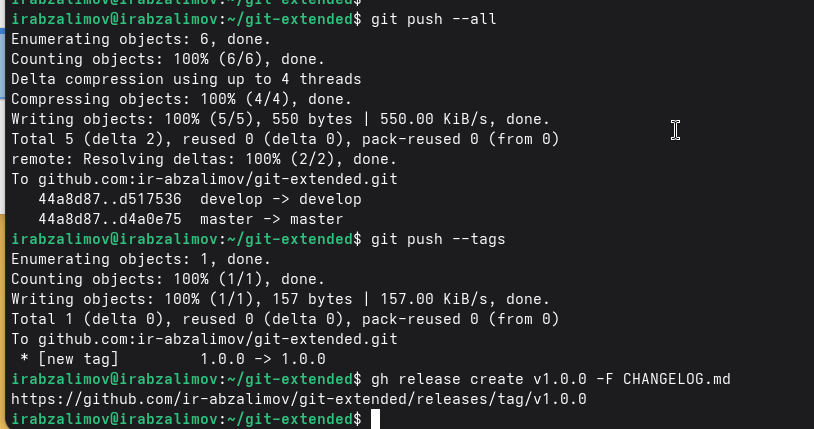 irabzalimov@irabzalimov:~/git-extended$ git push --all
Enumerating objects: 6, done.
Counting objects: 100% (6/6), done.
Delta compression using up to 4 threads
Compressing objects: 100% (4/4), done.
Writing objects: 100% (5/5), 550 bytes | 550.00 KiB/s, done.
Total 5 (delta 2), reused 0 (delta 0), pack-reused 0 (from 0)
remote: Resolving deltas: 100% (2/2), done.
To github.com:ir-abzalimov/git-extended.git
   44a8d87..d517536  develop -> develop
   44a8d87..d4a0e75  master -> master
irabzalimov@irabzalimov:~/git-extended$ git push --tags
Enumerating objects: 1, done.
Counting objects: 100% (1/1), done.
Writing objects: 100% (1/1), 157 bytes | 157.00 KiB/s, done.
Total 1 (delta 0), reused 0 (delta 0), pack-reused 0 (from 0)
To github.com:ir-abzalimov/git-extended.git
 * [new tag]         1.0.0 -> 1.0.0
irabzalimov@irabzalimov:~/git-extended$ gh release create v1.0.0 -F CHANGELOG.md
https://github.com/ir-abzalimov/git-extended/releases/tag/v1.0.0
irabzalimov@irabzalimov:~/git-extended$